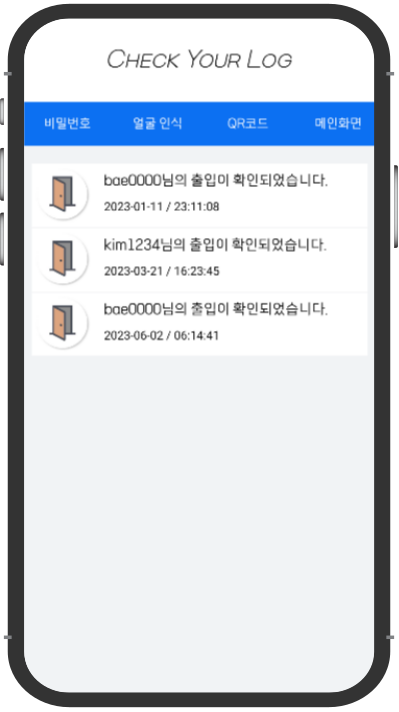 Check Your Log
비밀번호 얼굴 인식 QR코드 메인화면
bae0000님의 출입이 확인되었습니다.
2023-01-11 / 23:11:08
kim1234님의 출입이 확인되었습니다.
2023-03-21 / 16:23:45
bae0000님의 출입이 확인되었습니다.
2023-06-02 / 06:14:41